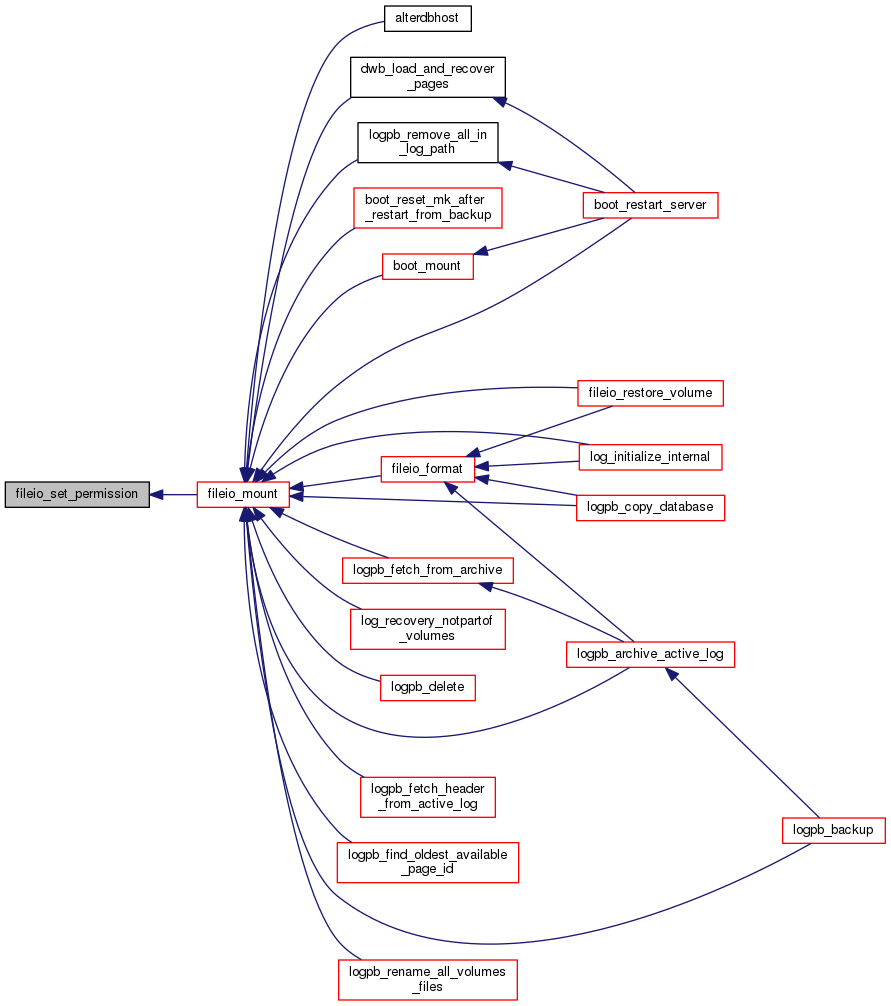 alterdbhost
dwb_load_and_recover
_pages
logpb_remove_all_in
_log_path
boot_reset_mk_after
_restart_from_backup
boot_restart_server
boot_mount
fileio_restore_volume
log_initialize_internal
fileio_format
fileio_set_permission
fileio_mount
logpb_copy_database
logpb_fetch_from_archive
log_recovery_notpartof
_volumes
logpb_archive_active_log
logpb_delete
logpb_fetch_header
_from_active_log
logpb_backup
logpb_find_oldest_available
_page_id
logpb_rename_all_volumes
_files